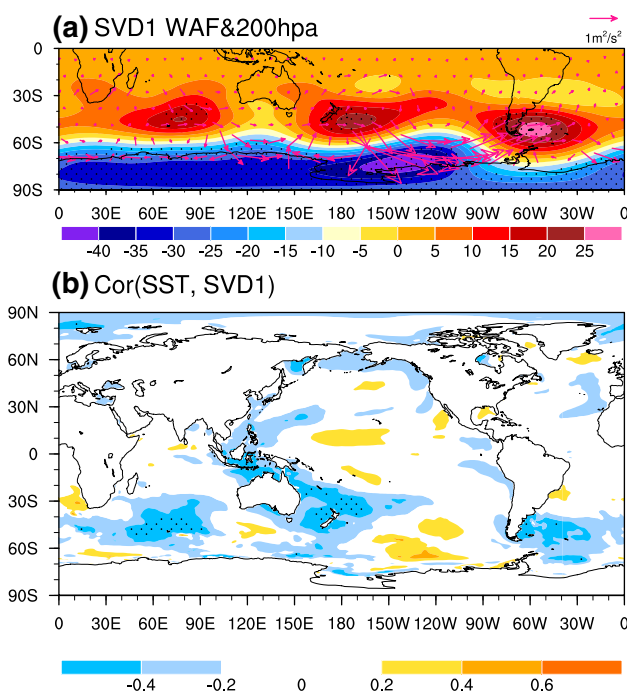 (a) SVD1 WAF&200hpa
1m²/s²
0
30S
60S
90S
0 30E 60E 90E 120E 150E 180 150W 120W 90W 60W 30W 0
-40 -35 -30 -25 -20 -15 -10 -5 0 5 10 15 20 25
(b) Cor(SST, SVD1)
90N
60N
30N
0
30S
60S
90S
0 30E 60E 90E 120E 150E 180 150W 120W 90W 60W 30W 0
-0.4 -0.2 0 0.2 0.4 0.6